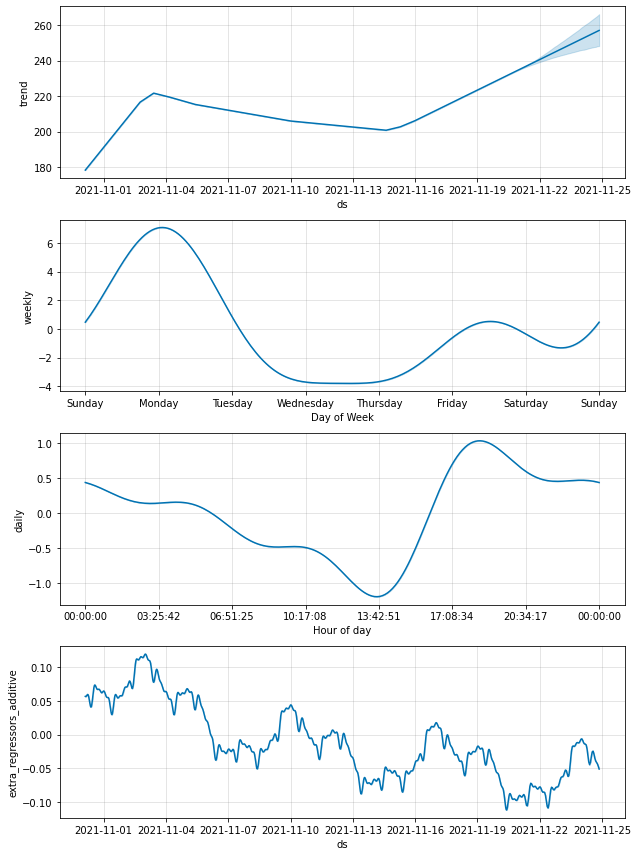 260
240
220
200
180
trend
2021-11-01 2021-11-04 2021-11-07 2021-11-10 2021-11-13 2021-11-16 2021-11-19 2021-11-22 2021-11-25
ds
6
4
2
0
−2
−4
weekly
Sunday Monday Tuesday Wednesday Thursday Friday Saturday Sunday
Day of Week
1.0
0.5
0.0
−0.5
−1.0
daily
00:00:00 03:25:42 06:51:25 10:17:08 13:42:51 17:08:34 20:34:17 00:00:00
Hour of day
0.10
0.05
0.00
−0.05
−0.10
extra_regressors_additive
2021-11-01 2021-11-04 2021-11-07 2021-11-10 2021-11-13 2021-11-16 2021-11-19 2021-11-22 2021-11-25
ds